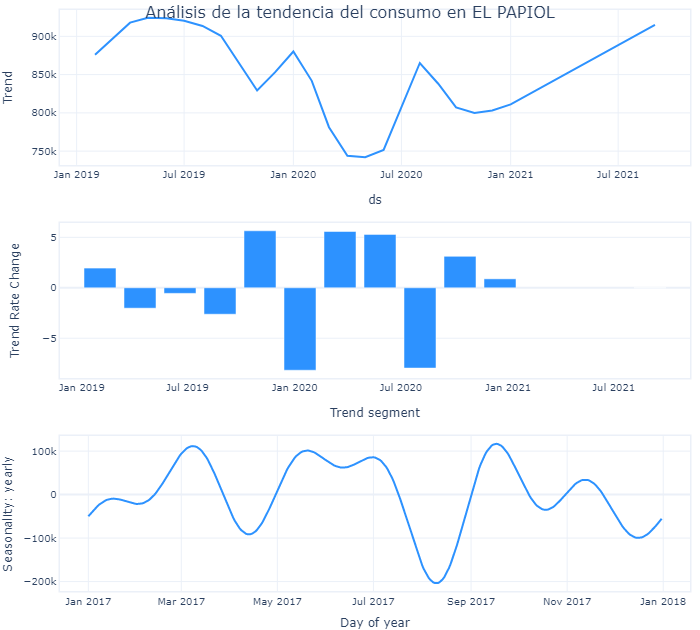 Análisis de la tendencia del consumo en EL PAPIOL
Trend
900k
850k
800k
750k
Jan 2019 Jul 2019 Jan 2020 Jul 2020 Jan 2021 Jul 2021
ds
Trend Rate Change
5
0
−5
Jan 2019 Jul 2019 Jan 2020 Jul 2020 Jan 2021 Jul 2021
Trend segment
Seasonality: yearly
100k
0
−100k
−200k
Jan 2017 Mar 2017 May 2017 Jul 2017 Sep 2017 Nov 2017 Jan 2018
Day of year